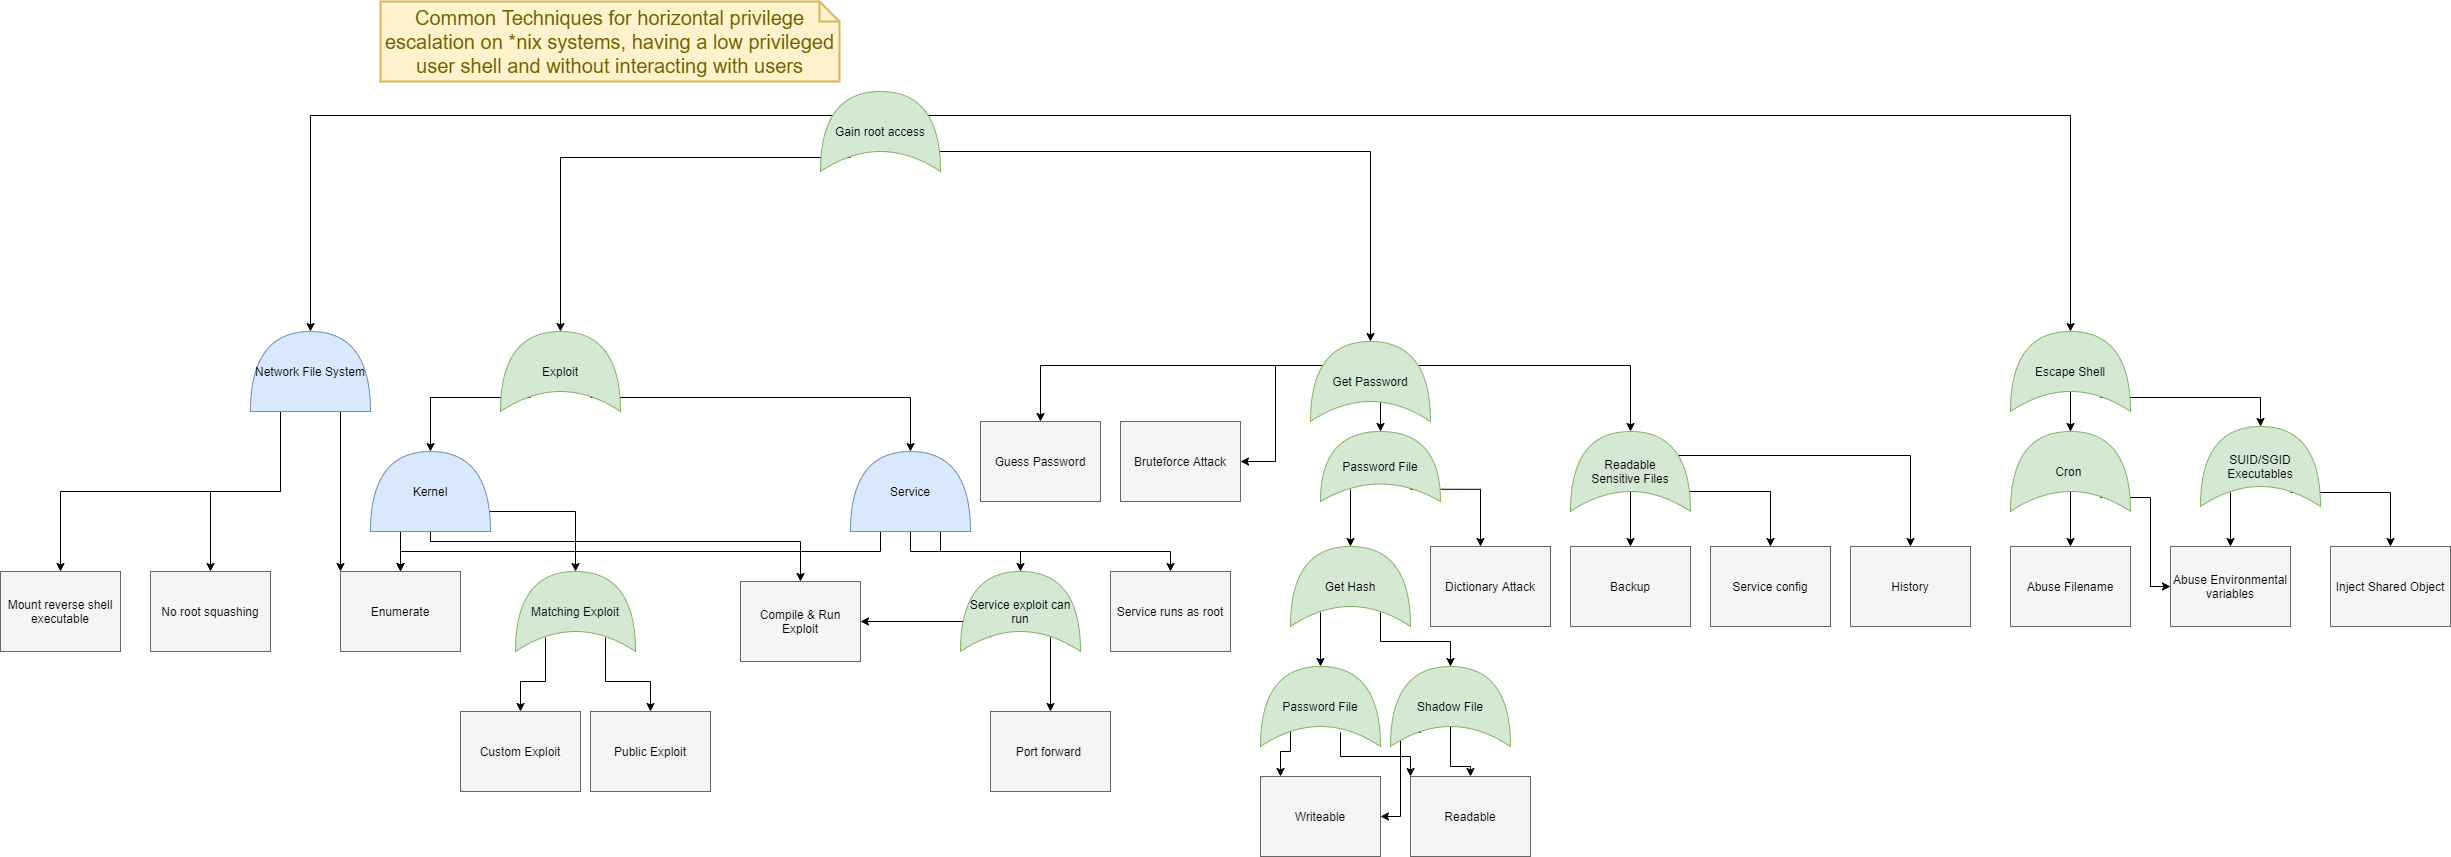 Common Techniques for horizontal privilege
escalation on *nix systems, having a low privileged
user shell and without interacting with users
Gain root access
Network File System
Exploit
Get Password
Escape Shell
Kernel
Service
Guess Password
Bruteforce Attack
Password File
Readable
Sensitive Files
Cron
SUID/SGID
Executables
Mount reverse shell
executable
No root squashing
Enumerate
Matching Exploit
Compile & Run
Exploit
Service exploit can
run
Service runs as root
Get Hash
Dictionary Attack
Backup
Service config
History
Abuse Filename
Abuse Environmental
variables
Inject Shared Object
Custom Exploit
Public Exploit
Port forward
Password File
Shadow File
Writeable
Readable